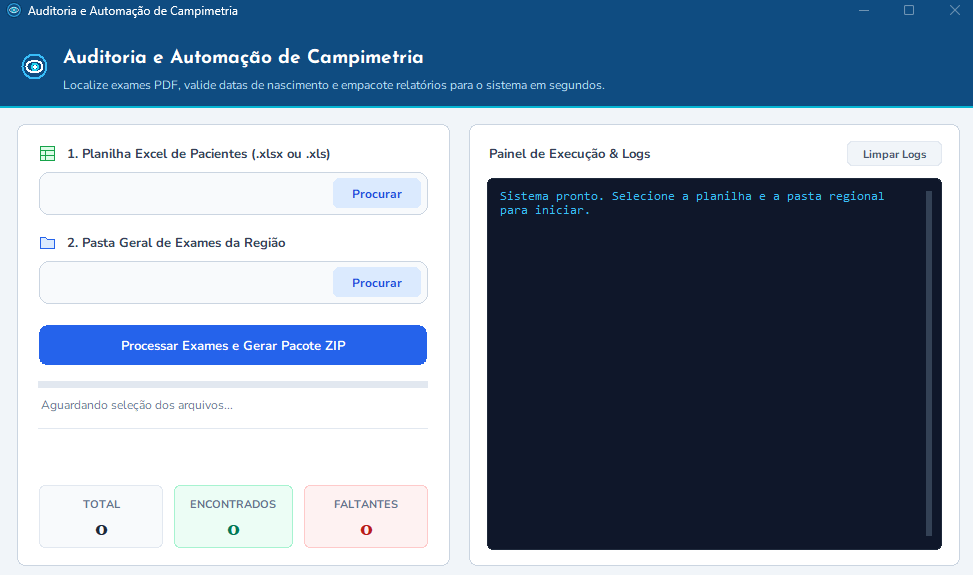 Auditoria e Automação de Campimetria
Auditoria e Automação de Campimetria
Localize exames PDF, valide datas de nascimento e empacote relatórios para o sistema em segundos.
1. Planilha Excel de Pacientes (.xlsx ou .xls)
Procurar
2. Pasta Geral de Exames da Região
Procurar
Processar Exames e Gerar Pacote ZIP
Aguardando seleção dos arquivos...
TOTAL
0
ENCONTRADOS
0
FALTANTES
0
Painel de Execução & Logs
Limpar Logs
Sistema pronto. Selecione a planilha e a pasta regional
para iniciar.